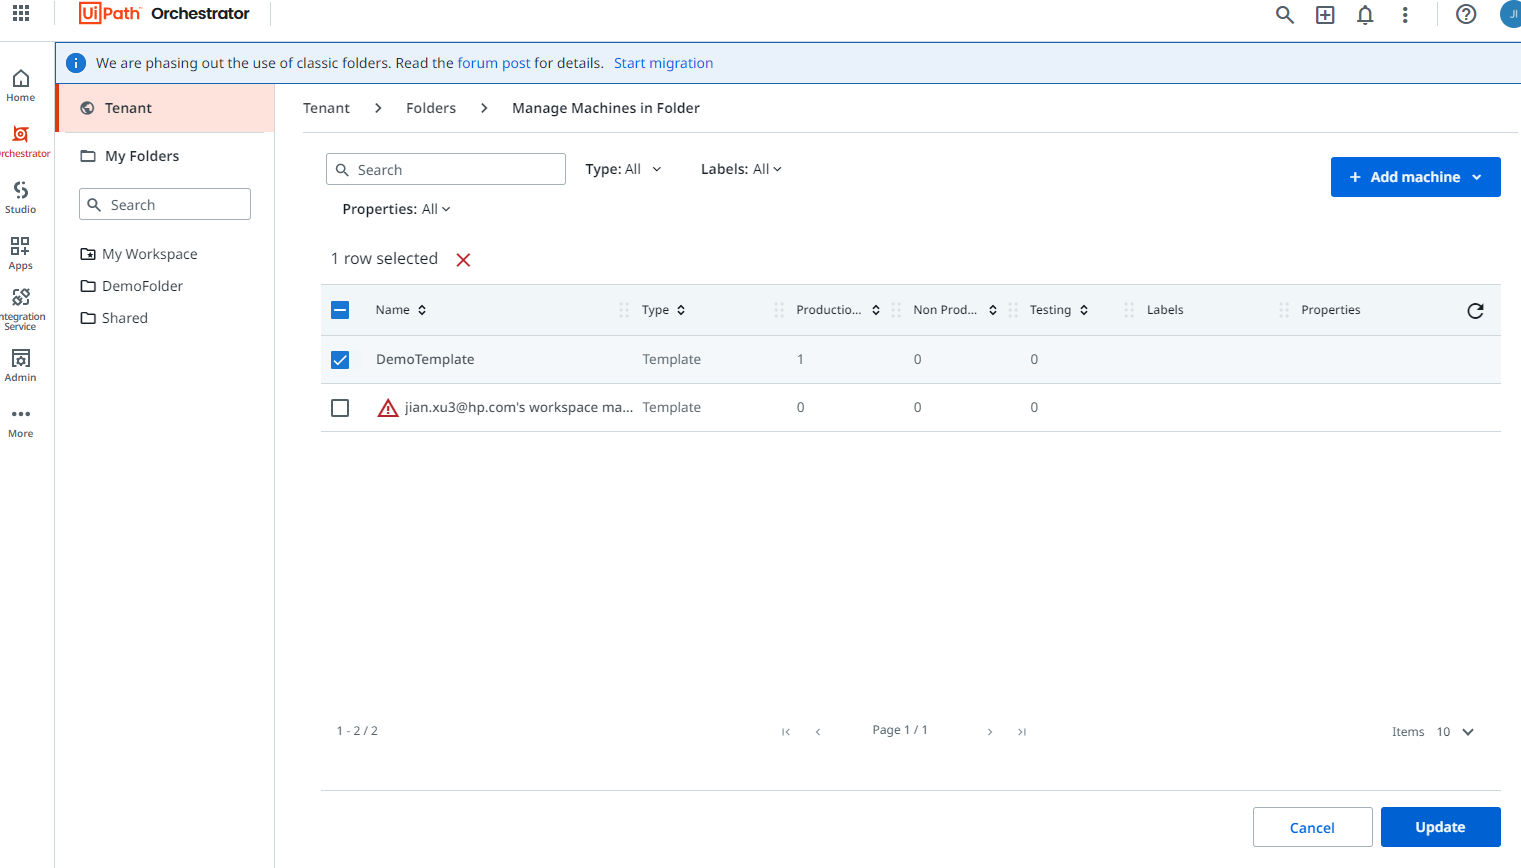 UiPath Orchestrator
JI
We are phasing out the use of classic folders. Read the forum post for details. Start migration
Home
rchestrator
Studio
Apps
ntegration
Service
Admin
More
Tenant
My Folders
Search
My Workspace
DemoFolder
Shared
Tenant > Folders > Manage Machines in Folder
Search Type: All Labels: All
Properties: All
+ Add machine
1 row selected
Name Type Productio... Non Prod... Testing Labels Properties
DemoTemplate Template 1 0 0
jian.xu3@hp.com's workspace ma... Template 0 0 0
1 - 2 / 2 Page 1 / 1 Items 10
Cancel Update